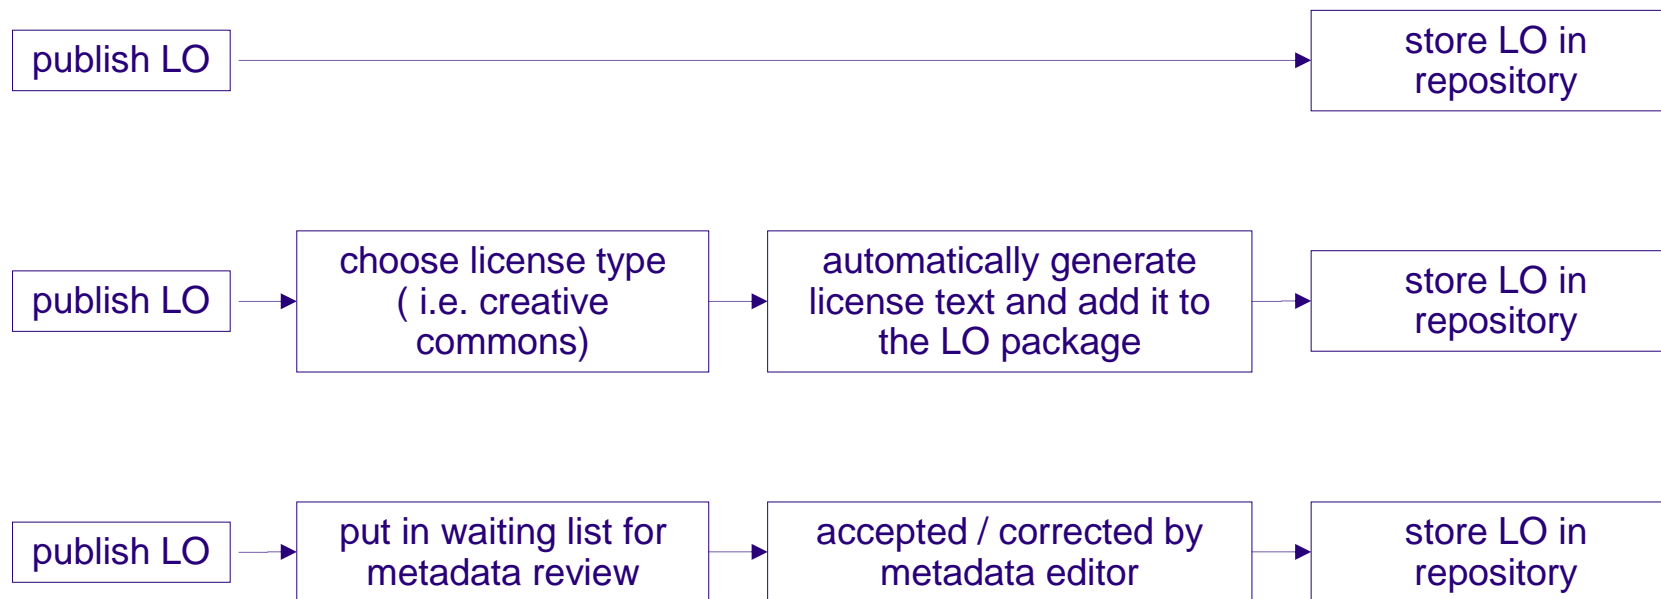 publish LO
store LO in
repository
publish LO
choose license type
( i.e. creative
commons)
automatically generate
license text and add it to
the LO package
store LO in
repository
publish LO
put in waiting list for
metadata review
accepted / corrected by
metadata editor
store LO in
repository